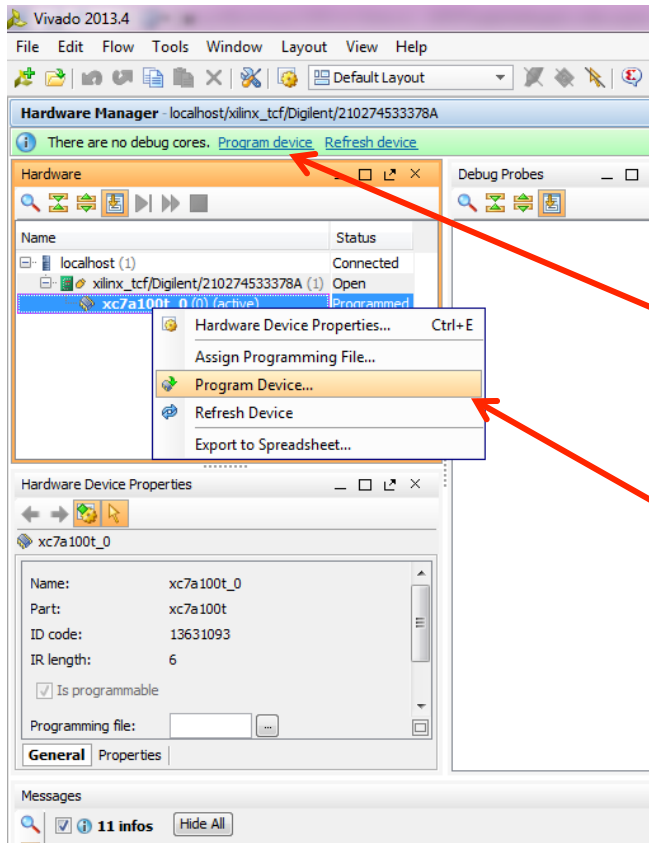 Vivado 2013.4
File Edit Flow Tools Window Layout View Help
Default Layout
Hardware Manager - localhost/xilinx_tcf/Digilent/210274533378A
There are no debug cores. Program device Refresh device
Hardware
Debug Probes
Name Status
localhost (1) Connected
xilinx_tcf/Digilent/210274533378A (1) Open
xc7a100t_0 (0) (active) Programmed
Hardware Device Properties... Ctrl+E
Assign Programming File...
Program Device...
Refresh Device
Export to Spreadsheet...
Hardware Device Properties
xc7a100t_0
Name: xc7a100t_0
Part: xc7a100t
ID code: 13631093
IR length: 6
Is programmable
Programming file: ...
General Properties
Messages
11 infos Hide All